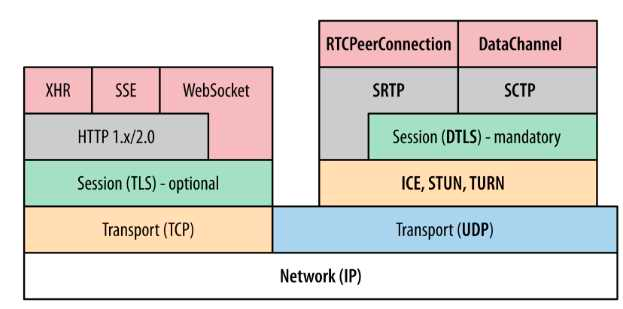 RTCPeerConnection DataChannel
XHR SSE WebSocket SRTP SCTP
HTTP 1.x/2.0 Session (DTLS) - mandatory
Session (TLS) - optional ICE, STUN, TURN
Transport (TCP) Transport (UDP)
Network (IP)